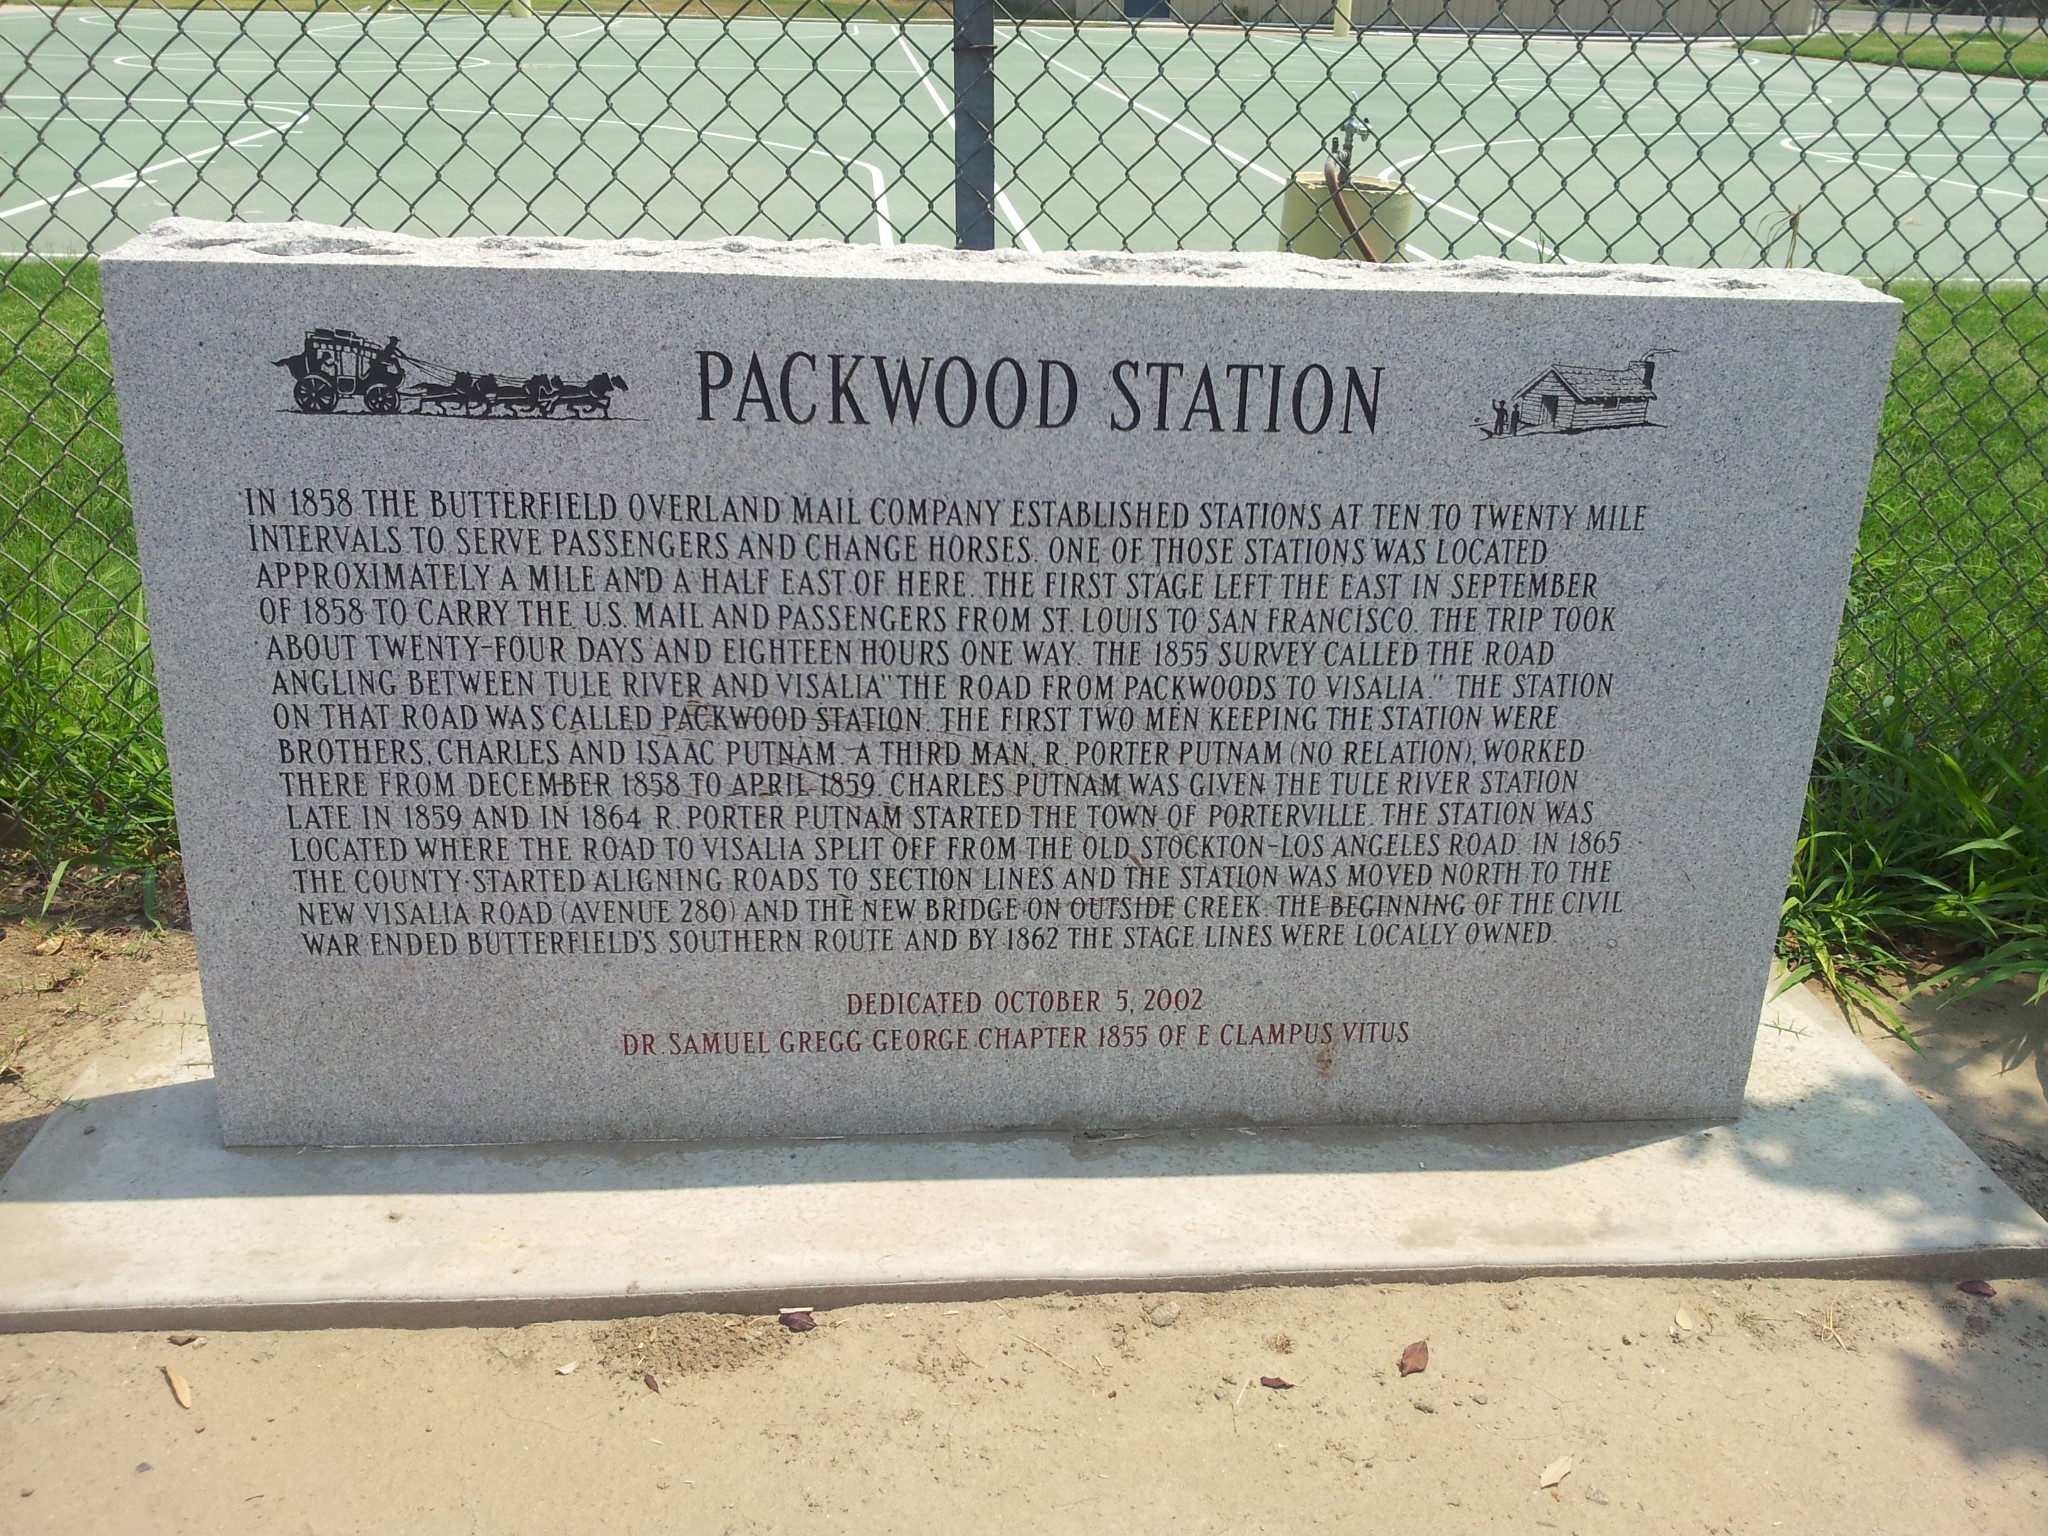 PACKWOOD STATION
IN 1858 THE BUTTERFIELD OVERLAND MAIL COMPANY ESTABLISHED STATIONS AT TEN TO TWENTY MILE
INTERVALS TO SERVE PASSENGERS AND CHANGE HORSES. ONE OF THOSE STATIONS WAS LOCATED
APPROXIMATELY A MILE AND A HALF EAST OF HERE. THE FIRST STAGE LEFT THE EAST IN SEPTEMBER
OF 1858 TO CARRY THE U.S. MAIL AND PASSENGERS FROM ST. LOUIS TO SAN FRANCISCO. THE TRIP TOOK
ABOUT TWENTY-FOUR DAYS AND EIGHTEEN HOURS ONE WAY. THE 1855 SURVEY CALLED THE ROAD
ANGLING BETWEEN TULE RIVER AND VISALIA "THE ROAD FROM PACKWOODS TO VISALIA." THE STATION
ON THAT ROAD WAS CALLED PACKWOOD STATION. THE FIRST TWO MEN KEEPING THE STATION WERE
BROTHERS, CHARLES AND ISAAC PUTNAM. A THIRD MAN, R. PORTER PUTNAM (NO RELATION), WORKED
THERE FROM DECEMBER 1858 TO APRIL 1859. CHARLES PUTNAM WAS GIVEN THE TULE RIVER STATION
LATE IN 1859 AND IN 1864 R. PORTER PUTNAM STARTED THE TOWN OF PORTERVILLE. THE STATION WAS
LOCATED WHERE THE ROAD TO VISALIA SPLIT OFF FROM THE OLD STOCKTON-LOS ANGELES ROAD. IN 1865
THE COUNTY STARTED ALIGNING ROADS TO SECTION LINES AND THE STATION WAS MOVED NORTH TO THE
NEW VISALIA ROAD (AVENUE 280) AND THE NEW BRIDGE ON OUTSIDE CREEK. THE BEGINNING OF THE CIVIL
WAR ENDED BUTTERFIELD'S SOUTHERN ROUTE AND BY 1862 THE STAGE LINES WERE LOCALLY OWNED.
DEDICATED OCTOBER 5, 2002
DR. SAMUEL GREGG GEORGE CHAPTER 1855 OF E CLAMPUS VITUS